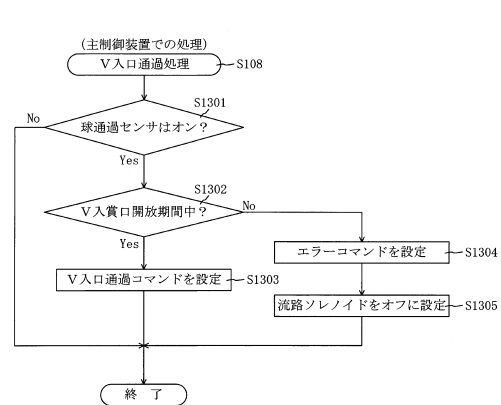 (主制御装置での処理)
V入口通過処理
S108
S1301
球通過センサはオン?
No
Yes
S1302
V入賞口開放期間中?
No
Yes
エラーコマンドを設定
S1304
V入口通過コマンドを設定
S1303
流路ソレノイドをオフに設定
S1305
終 了